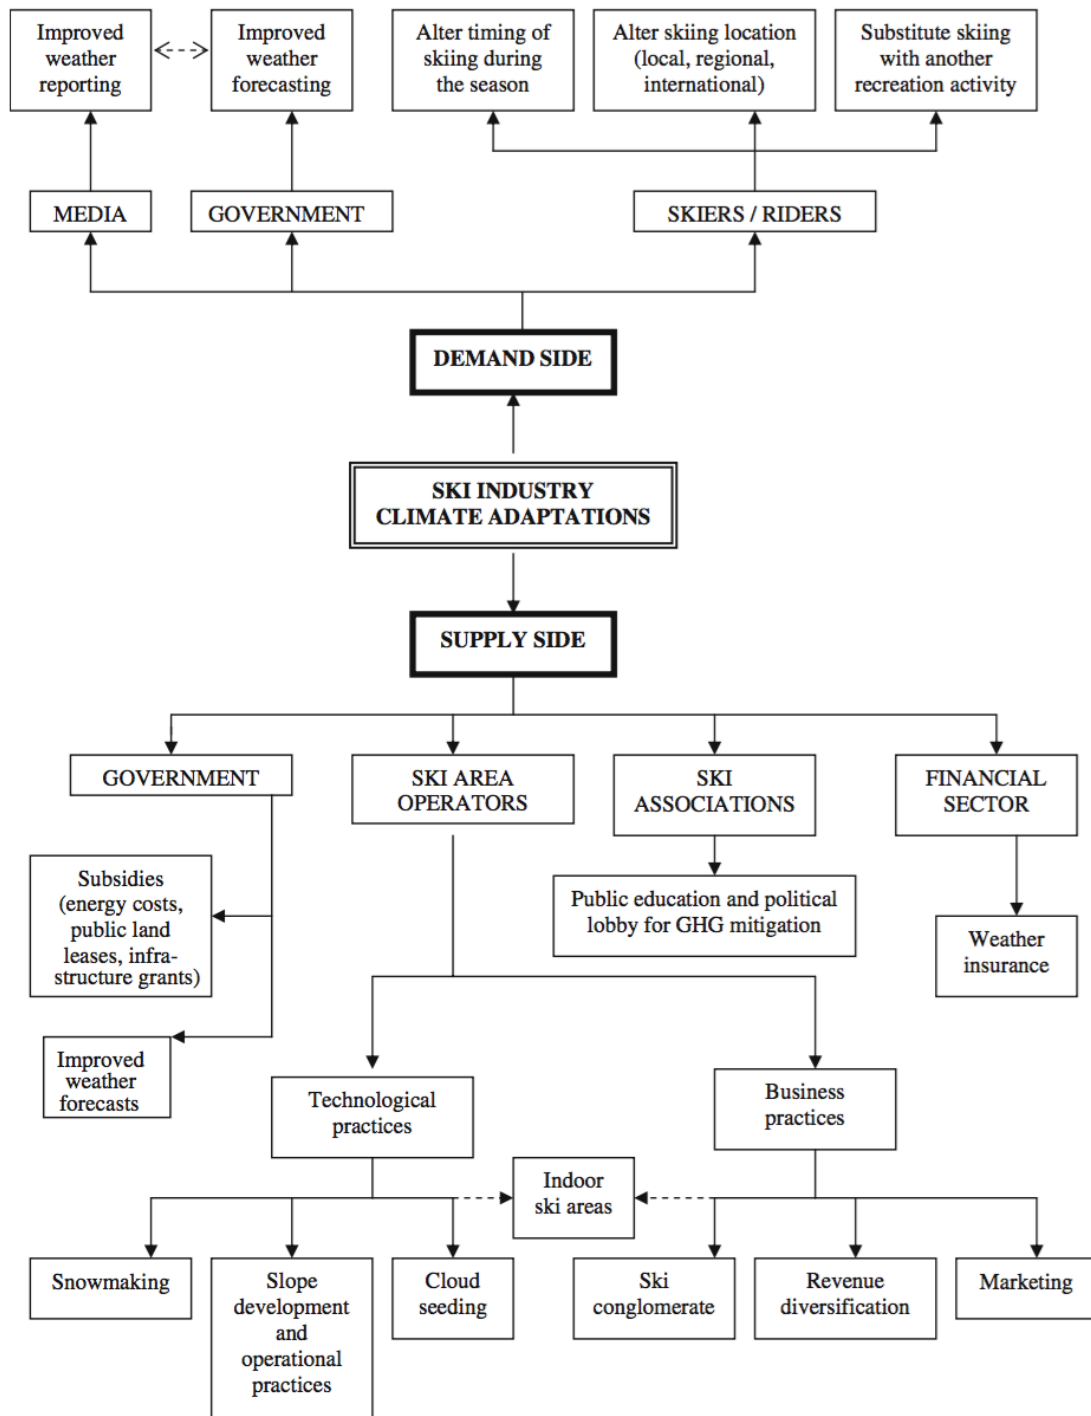 Improved
weather
reporting
Improved
weather
forecasting
Alter timing of
skiing during
the season
Alter skiing location
(local, regional,
international)
Substitute skiing
with another
recreation activity
MEDIA
GOVERNMENT
SKIERS / RIDERS
DEMAND SIDE
SKI INDUSTRY
CLIMATE ADAPTATIONS
SUPPLY SIDE
GOVERNMENT
SKI AREA
OPERATORS
SKI
ASSOCIATIONS
FINANCIAL
SECTOR
Subsidies
(energy costs,
public land
leases, infra-
structure grants)
Public education and political
lobby for GHG mitigation
Weather
insurance
Improved
weather
forecasts
Technological
practices
Business
practices
Indoor
ski areas
Snowmaking
Slope
development
and
operational
practices
Cloud
seeding
Ski
conglomerate
Revenue
diversification
Marketing